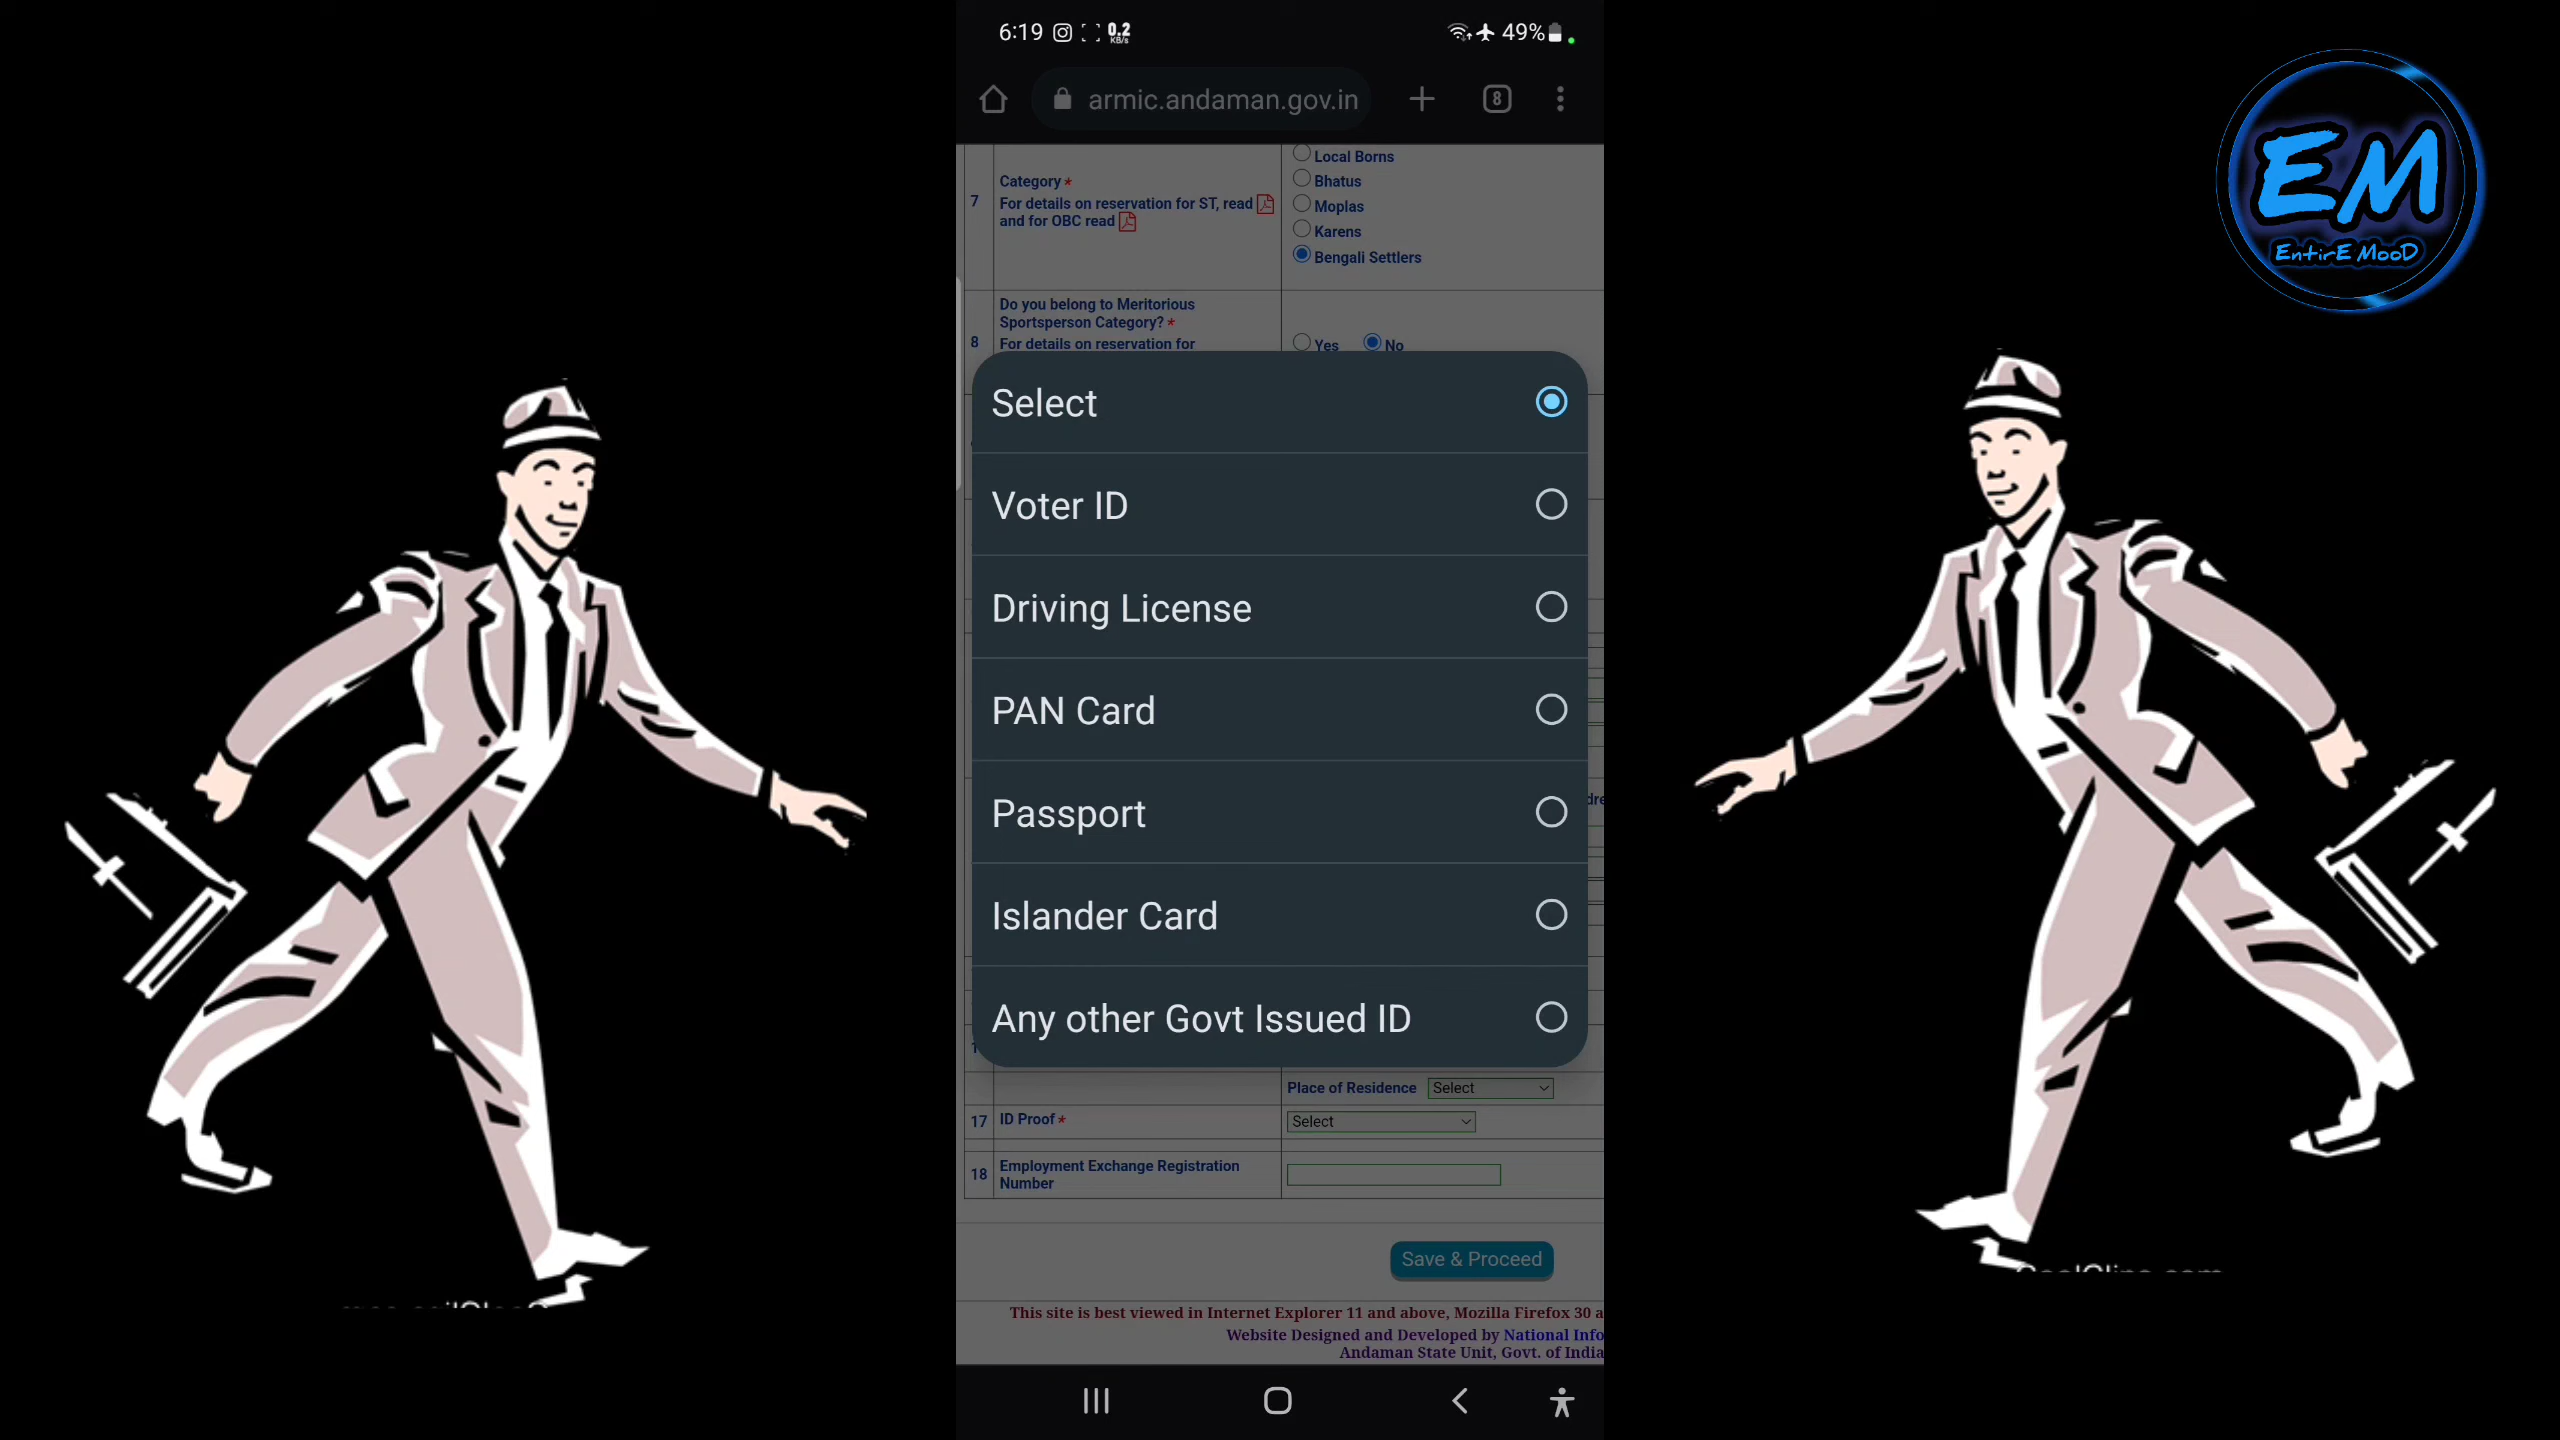 6:19 0.2 KB/s 49%
armic.andaman.gov.in 8
EM
EntirE MooD
Local Borns
7 Category * Bhatus
For details on reservation for ST, read Moplas
and for OBC read Karens
Bengali Settlers
Do you belong to Meritorious
Sportsperson Category? *
8 For details on reservation for Yes No
Select
Voter ID
Driving License
PAN Card
Passport
Islander Card
Any other Govt Issued ID
Place of Residence Select
17 ID Proof * Select
18 Employment Exchange Registration
Number
Save & Proceed
This site is best viewed in Internet Explorer 11 and above, Mozilla Firefox 30 a
Website Designed and Developed by National Info
Andaman State Unit, Govt. of India